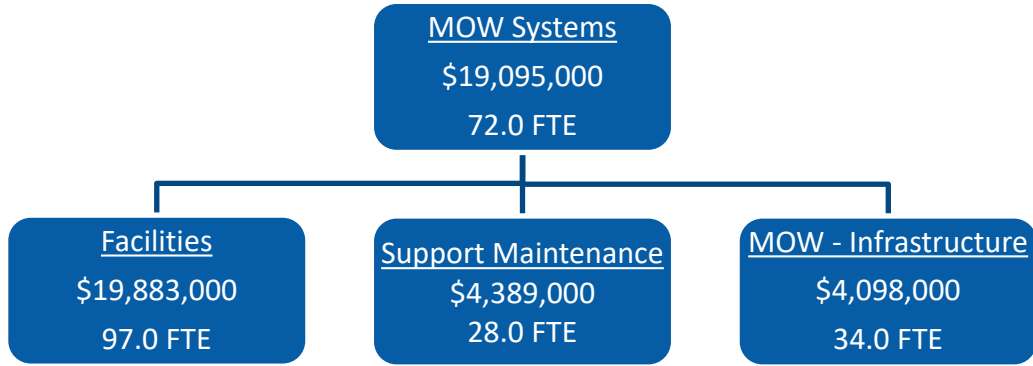 MOW Systems
$19,095,000
72.0 FTE
Facilities
$19,883,000
97.0 FTE
Support Maintenance
$4,389,000
28.0 FTE
MOW - Infrastructure
$4,098,000
34.0 FTE